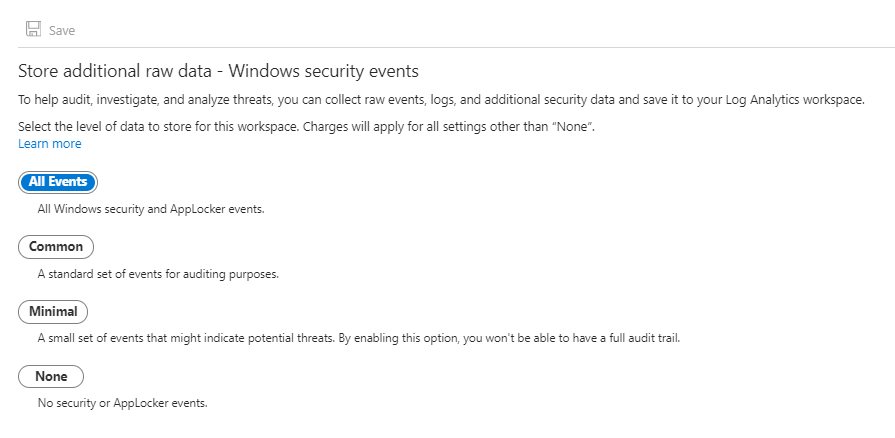 Save
Store additional raw data - Windows security events
To help audit, investigate, and analyze threats, you can collect raw events, logs, and additional security data and save it to your Log Analytics workspace.
Select the level of data to store for this workspace. Charges will apply for all settings other than “None”.
Learn more
All Events
All Windows security and AppLocker events.
Common
A standard set of events for auditing purposes.
Minimal
A small set of events that might indicate potential threats. By enabling this option, you won't be able to have a full audit trail.
None
No security or AppLocker events.